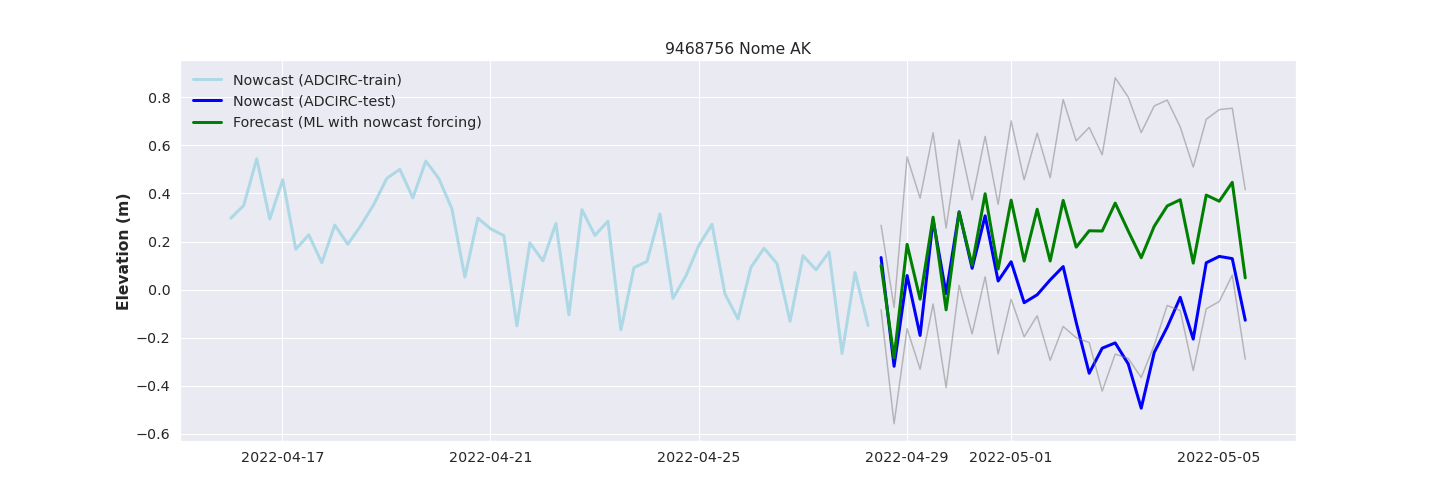 9468756 Nome AK
Nowcast (ADCIRC-train)
Nowcast (ADCIRC-test)
Forecast (ML with nowcast forcing)
Elevation (m)
0.8
0.6
0.4
0.2
0.0
−0.2
−0.4
−0.6
2022-04-17 2022-04-21 2022-04-25 2022-04-29 2022-05-01 2022-05-05